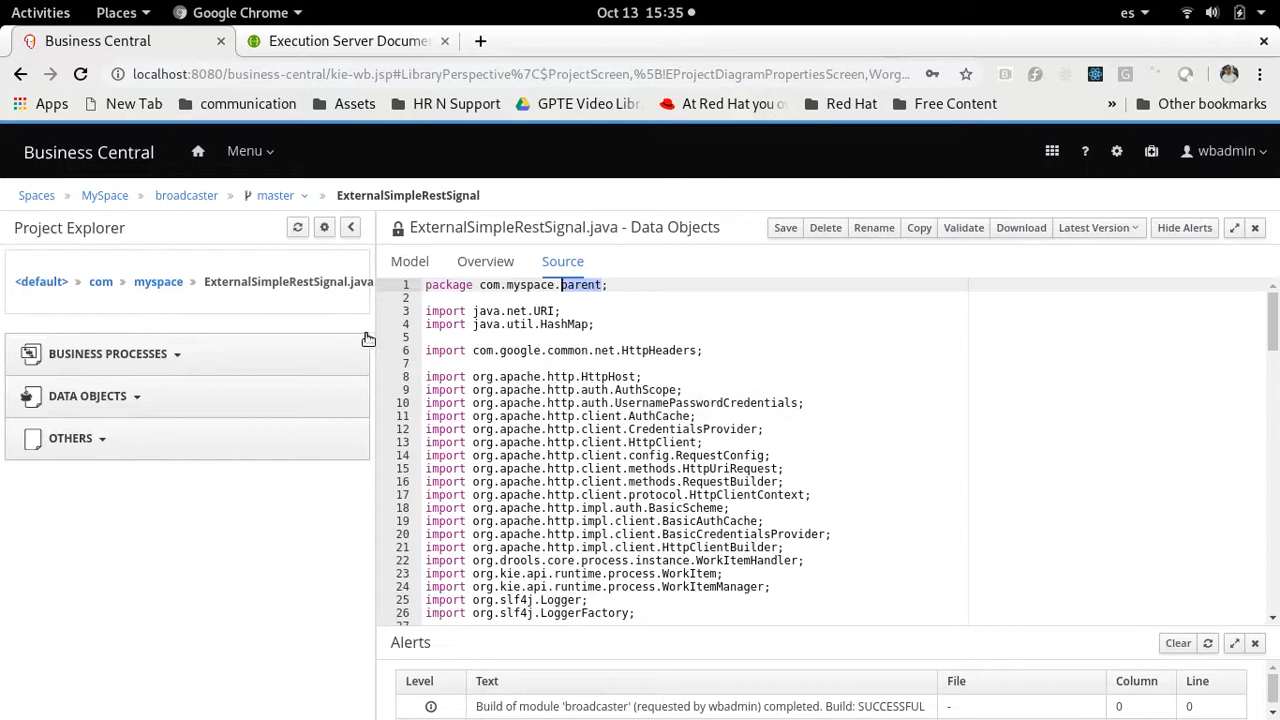 Activities Places Google Chrome Oct 13 15:35 es
Business Central Execution Server Docume
localhost:8080/business-central/kie-wb.jsp#LibraryPerspective%7C$ProjectScreen,%5B!EProjectDiagramPropertiesScreen,Worg...
Apps New Tab communication Assets HR N Support GPTE Video Libr At Red Hat you o Red Hat Free Content » Other bookmarks
Business Central Menu wbadmin
Spaces » MySpace » broadcaster » master » ExternalSimpleRestSignal
Project Explorer
<default> » com » myspace » ExternalSimpleRestSignal.java
BUSINESS PROCESSES
DATA OBJECTS
OTHERS
ExternalSimpleRestSignal.java - Data Objects Save Delete Rename Copy Validate Download Latest Version Hide Alerts
Model Overview Source
1 package com.myspace.parent;
2
3 import java.net.URI;
4 import java.util.HashMap;
5
6 import com.google.common.net.HttpHeaders;
7
8 import org.apache.http.HttpHost;
9 import org.apache.http.auth.AuthScope;
10 import org.apache.http.auth.UsernamePasswordCredentials;
11 import org.apache.http.client.AuthCache;
12 import org.apache.http.client.CredentialsProvider;
13 import org.apache.http.client.HttpClient;
14 import org.apache.http.client.config.RequestConfig;
15 import org.apache.http.client.methods.HttpUriRequest;
16 import org.apache.http.client.methods.RequestBuilder;
17 import org.apache.http.client.protocol.HttpClientContext;
18 import org.apache.http.impl.auth.BasicScheme;
19 import org.apache.http.impl.client.BasicAuthCache;
20 import org.apache.http.impl.client.BasicCredentialsProvider;
21 import org.apache.http.impl.client.HttpClientBuilder;
22 import org.drools.core.process.instance.WorkItemHandler;
23 import org.kie.api.runtime.process.WorkItem;
24 import org.kie.api.runtime.process.WorkItemManager;
25 import org.slf4j.Logger;
26 import org.slf4j.LoggerFactory;
27
Alerts Clear
Level Text File Column Line
Build of module 'broadcaster' (requested by wbadmin) completed. Build: SUCCESSFUL - 0 0